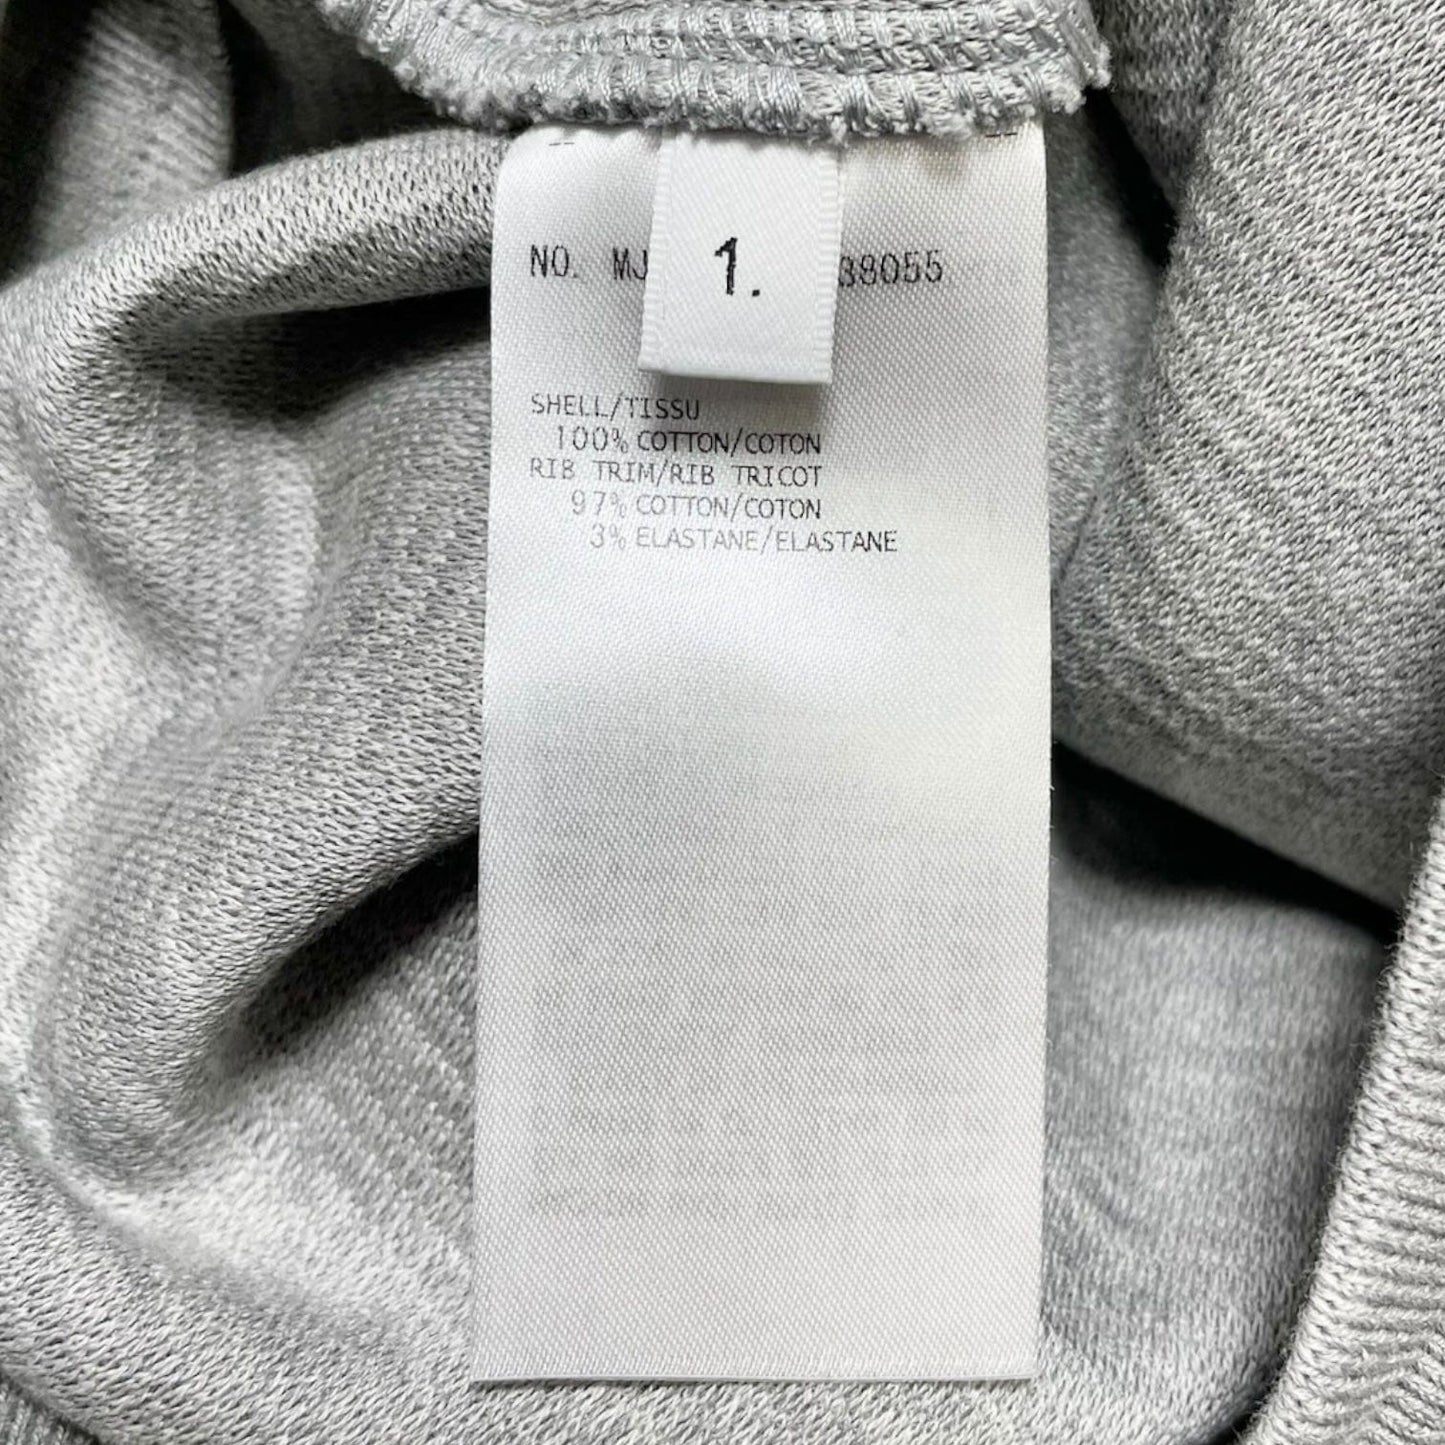 NO. MJ 1. 38055
SHELL/TISSU
100% COTTON/COTON
RIB TRIM/RIB TRICOT
97% COTTON/COTON
3% ELASTANE/ELASTANE